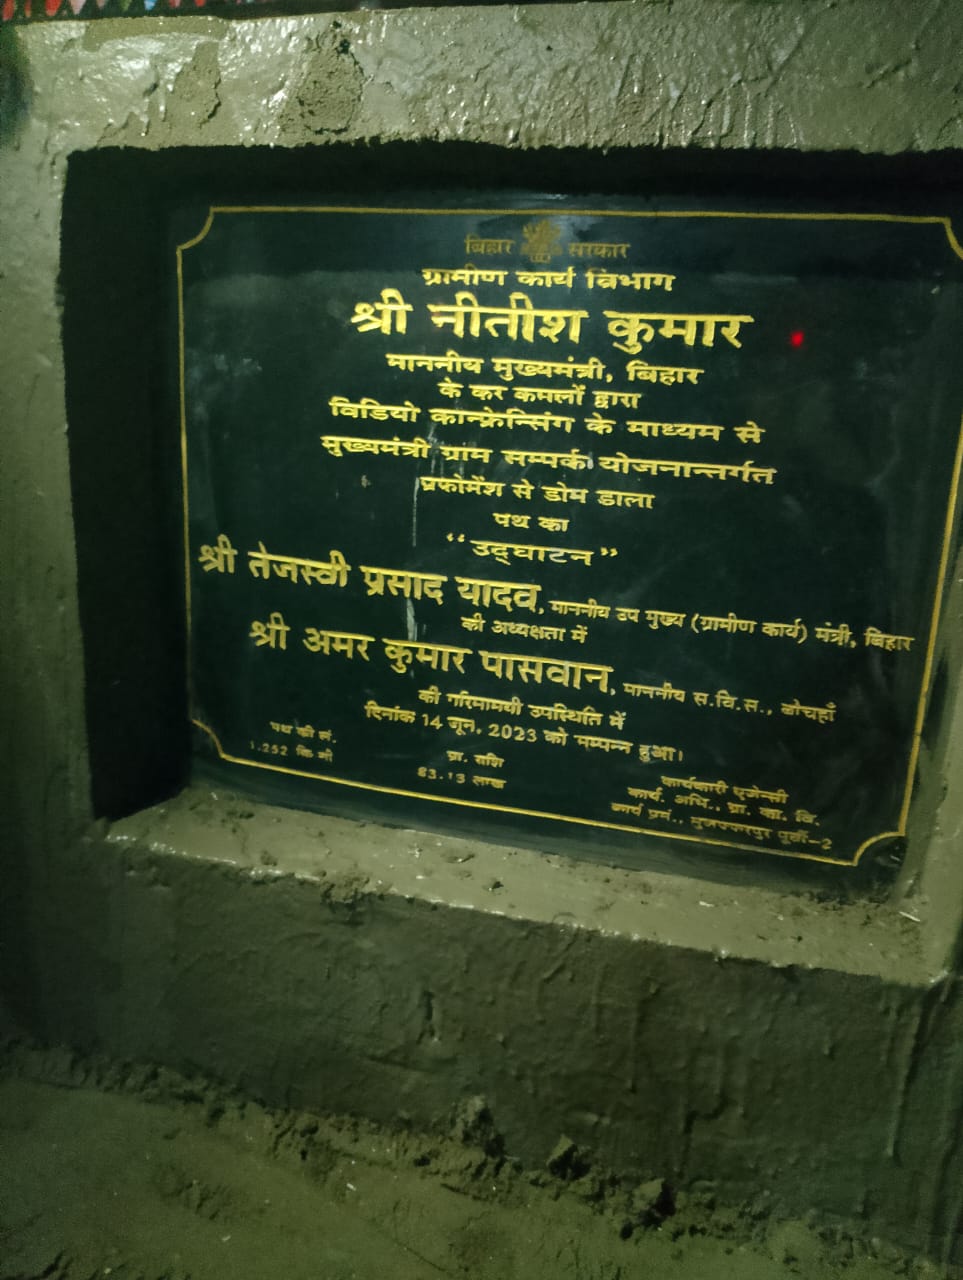 बिहार सरकार
ग्रामीण कार्य विभाग
श्री नीतीश कुमार
माननीय मुख्यमंत्री, बिहार
के कर कमलों द्वारा
विडियो कान्फ्रेन्सिंग के माध्यम से
मुख्यमंत्री ग्राम सम्पर्क योजनान्तर्गत
प्रफोर्मेंश से डोम डाला
पथ का
“उद्घाटन”
श्री तेजस्वी प्रसाद यादव, माननीय उप मुख्य (ग्रामीण कार्य) मंत्री, बिहार
की अध्यक्षता में
श्री अमर कुमार पासवान, माननीय स.वि.स., बोचहाँ
की गरिमामयी उपस्थिति में
दिनांक 14 जून, 2023 को सम्पन्न हुआ।
पथ की लं.
1.252 कि.मी
प्रा. राशि
83.13 लाख
कार्यकारी एजेन्सी
कार्य. अभि., ग्रा. का. वि.
कार्य प्रमं., मुजफ्फरपुर पूर्वी-2